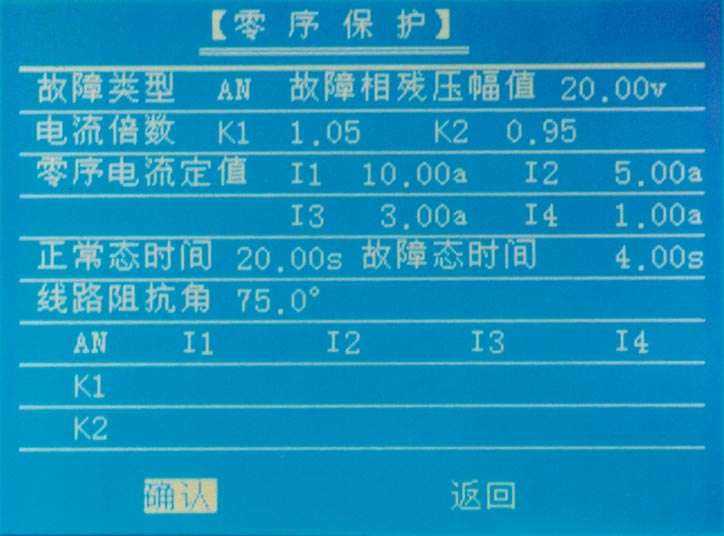 【零序保护】
故障类型 AN 故障相残压幅值 20.00v
电流倍数 K1 1.05 K2 0.95
零序电流定值 I1 10.00a I2 5.00a
I3 3.00a I4 1.00a
正常态时间 20.00s 故障态时间 4.00s
线路阻抗角 75.0°
AN I1 I2 I3 I4
K1
K2
确认 返回